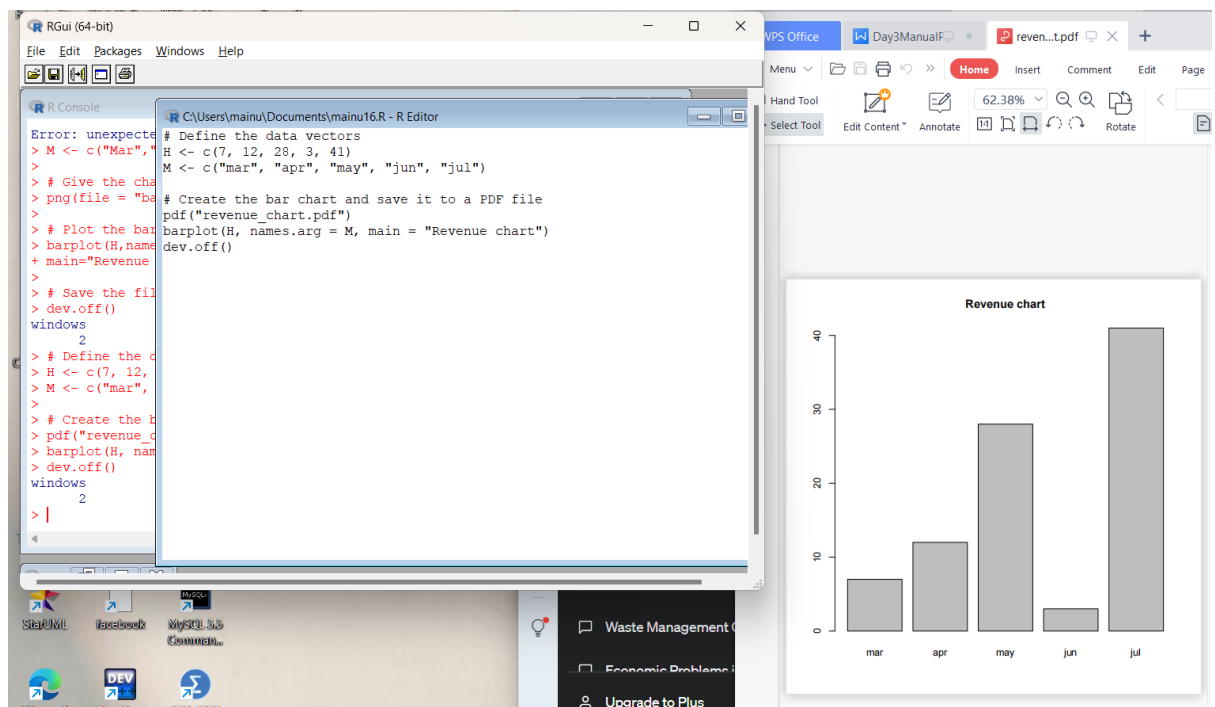 RGui (64-bit)
File Edit Packages Windows Help
R Console
Error: unexpecte
> M <- c("Mar","
>
> # Give the cha
> png(file = "ba
>
> # Plot the bar
> barplot(H,name
+ main="Revenue
>
> # Save the fil
> dev.off()
windows
2
> # Define the d
> H <- c(7, 12,
> M <- c("mar",
>
> # Create the b
> pdf("revenue_c
> barplot(H, nam
> dev.off()
windows
2
>
C:\Users\mainu\Documents\mainu16.R - R Editor
# Define the data vectors
H <- c(7, 12, 28, 3, 41)
M <- c("mar", "apr", "may", "jun", "jul")
# Create the bar chart and save it to a PDF file
pdf("revenue_chart.pdf")
barplot(H, names.arg = M, main = "Revenue chart")
dev.off()
StarUML facebook MySQL 5.5
Comman...
DEV
Waste Management
Economic Problems i
Upgrade to Plus
WPS Office Day3ManualF reven...t.pdf
Menu Home Insert Comment Edit Page
Hand Tool 62.38%
Select Tool Edit Content Annotate 1:1 Rotate
Revenue chart
40
30
20
10
0
mar apr may jun jul